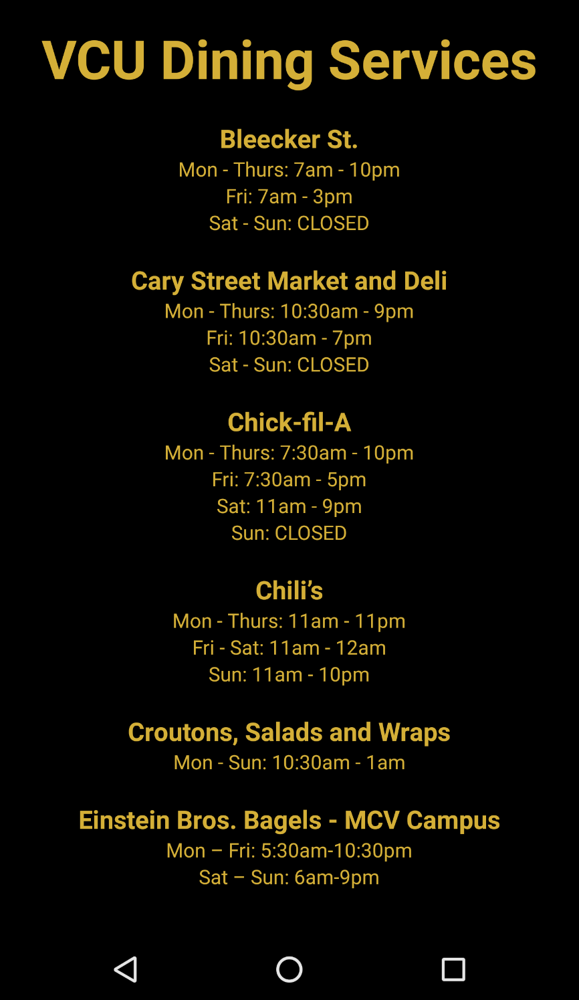 VCU Dining Services
Bleecker St.
Mon - Thurs: 7am - 10pm
Fri: 7am - 3pm
Sat - Sun: CLOSED
Cary Street Market and Deli
Mon - Thurs: 10:30am - 9pm
Fri: 10:30am - 7pm
Sat - Sun: CLOSED
Chick-fil-A
Mon - Thurs: 7:30am - 10pm
Fri: 7:30am - 5pm
Sat: 11am - 9pm
Sun: CLOSED
Chili’s
Mon - Thurs: 11am - 11pm
Fri - Sat: 11am - 12am
Sun: 11am - 10pm
Croutons, Salads and Wraps
Mon - Sun: 10:30am - 1am
Einstein Bros. Bagels - MCV Campus
Mon – Fri: 5:30am-10:30pm
Sat – Sun: 6am-9pm